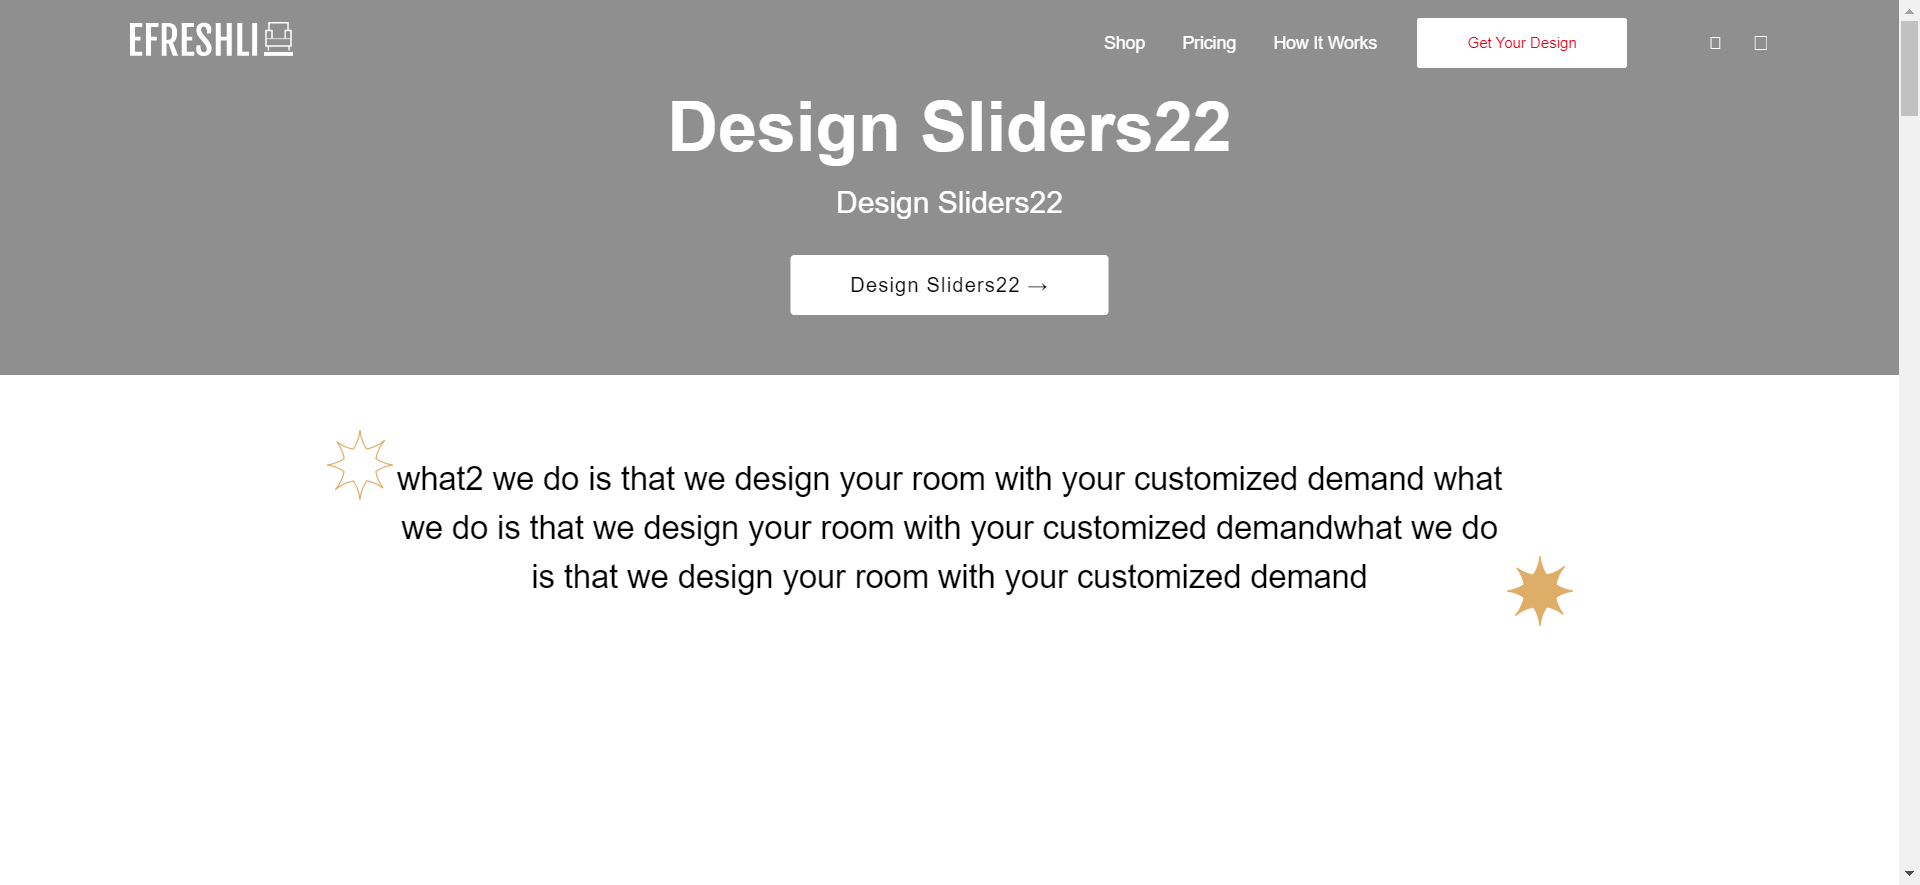 EFRESHLI
Shop Pricing How It Works Get Your Design
Design Sliders22
Design Sliders22
Design Sliders22 →
what2 we do is that we design your room with your customized demand what
we do is that we design your room with your customized demandwhat we do
is that we design your room with your customized demand